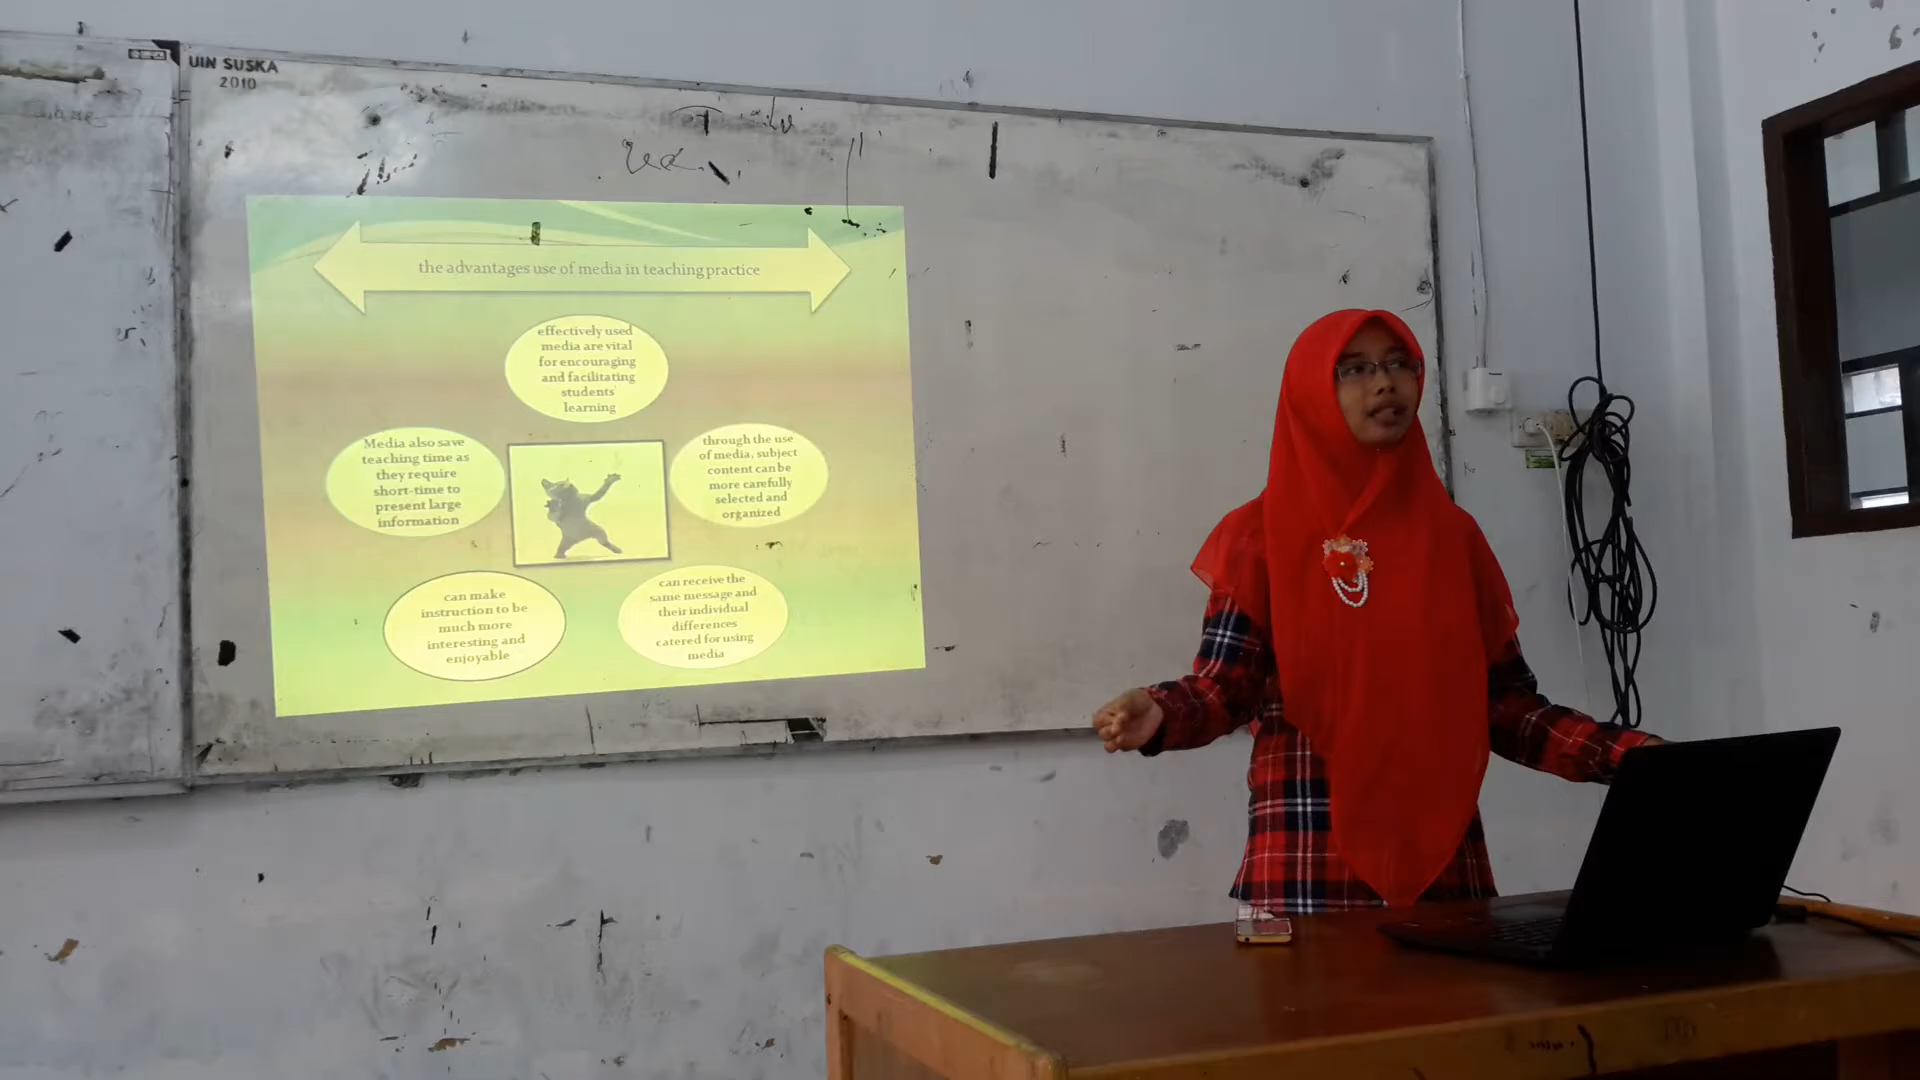 UIN SUSKA
2010
the advantages use of media in teaching practice
effectively used
media are vital
for encouraging
and facilitating
students'
learning
Media also save
teaching time as
they require
short-time to
present large
information
through the use
of media, subject
content can be
more carefully
selected and
organized
can make
instruction to be
much more
interesting and
enjoyable
can receive the
same message and
their individual
differences
catered for using
media